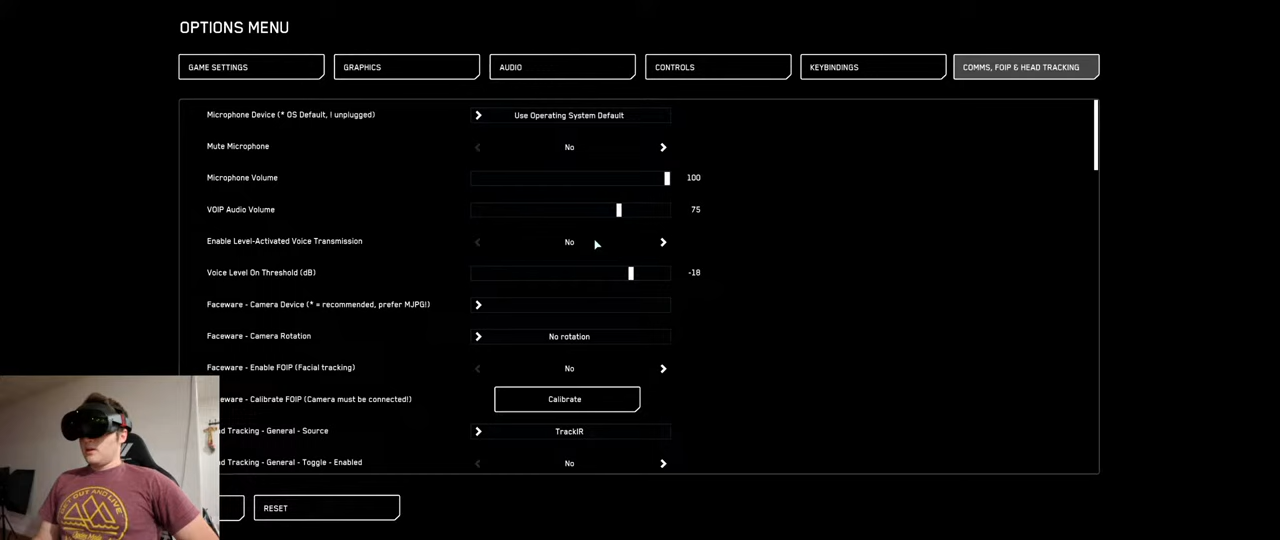 OPTIONS MENU
GAME SETTINGS
GRAPHICS
AUDIO
CONTROLS
KEYBINDINGS
COMMS, FOIP & HEAD TRACKING
Microphone Device (* OS Default, ! unplugged)
Use Operating System Default
Mute Microphone
No
Microphone Volume
100
VOIP Audio Volume
75
Enable Level-Activated Voice Transmission
No
Voice Level On Threshold (dB)
-18
Faceware - Camera Device (* = recommended, prefer MJPG!)
Faceware - Camera Rotation
No rotation
Faceware - Enable FOIP (Facial tracking)
No
eware - Calibrate FOIP (Camera must be connected!)
Calibrate
d Tracking - General - Source
TrackIR
d Tracking - General - Toggle - Enabled
No
RESET
GET OUT AND LIVE